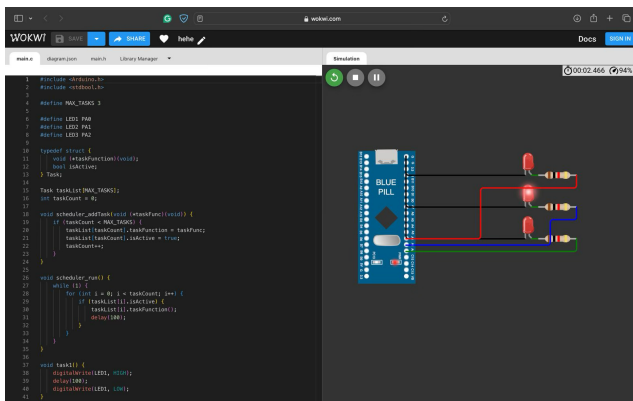 wokwi.com
WOKWI SAVE SHARE hehe Docs SIGN IN
main.c diagram.json main.h Library Manager
Simulation
00:02.466 94%
1 #include <Arduino.h>
2 #include <stdbool.h>
3
4 #define MAX_TASKS 3
5
6 #define LED1 PA0
7 #define LED2 PA1
8 #define LED3 PA2
9
10 typedef struct {
11 void (*taskFunction)(void);
12 bool isActive;
13 } Task;
14
15 Task taskList[MAX_TASKS];
16 int taskCount = 0;
17
18 void scheduler_addTask(void (*taskFunc)(void)) {
19 if (taskCount < MAX_TASKS) {
20 taskList[taskCount].taskFunction = taskFunc;
21 taskList[taskCount].isActive = true;
22 taskCount++;
23 }
24 }
25
26 void scheduler_run() {
27 while (1) {
28 for (int i = 0; i < taskCount; i++) {
29 if (taskList[i].isActive) {
30 taskList[i].taskFunction();
31 delay(100);
32 }
33 }
34 }
35 }
36
37 void task1() {
38 digitalWrite(LED1, HIGH);
39 delay(100);
40 digitalWrite(LED1, LOW);
41 }
BLUE
PILL